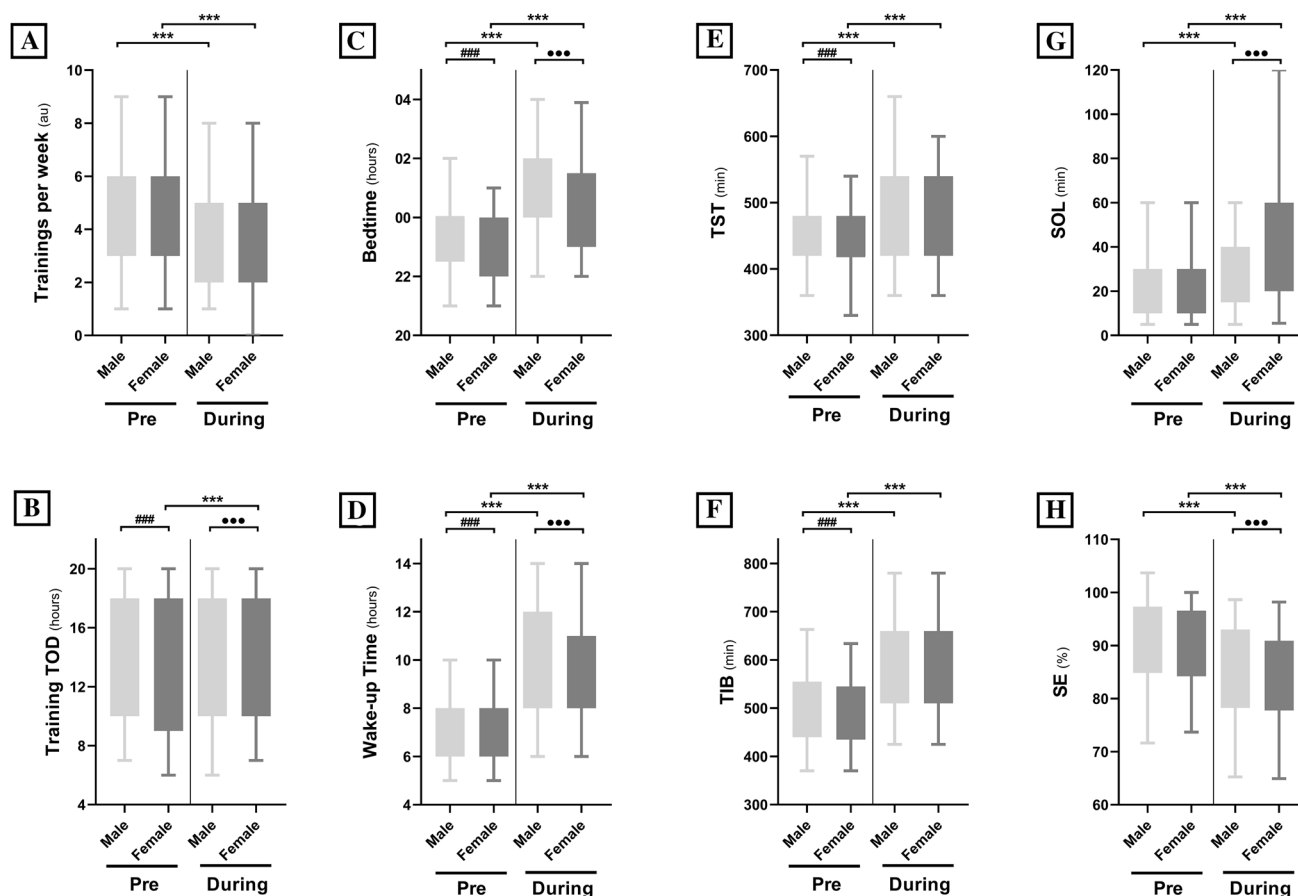 A
*** ***
Trainings per week (au)
10
8
6
4
2
0
Male Female Male Female
Pre During
C
***
***
### •••
Bedtime (hours)
04
02
00
22
20
Male Female Male Female
Pre During
E
***
***
###
TST (min)
700
600
500
400
300
Male Female Male Female
Pre During
G
***
***
•••
SOL (min)
120
100
80
60
40
20
0
Male Female Male Female
Pre During
B
***
### •••
Training TOD (hours)
20
16
12
8
4
Male Female Male Female
Pre During
D
***
***
### •••
Wake-up Time (hours)
14
12
10
8
6
4
Male Female Male Female
Pre During
F
***
***
###
TIB (min)
800
700
600
500
400
300
Male Female Male Female
Pre During
H
***
***
•••
SE (%)
110
100
90
80
70
60
Male Female Male Female
Pre During